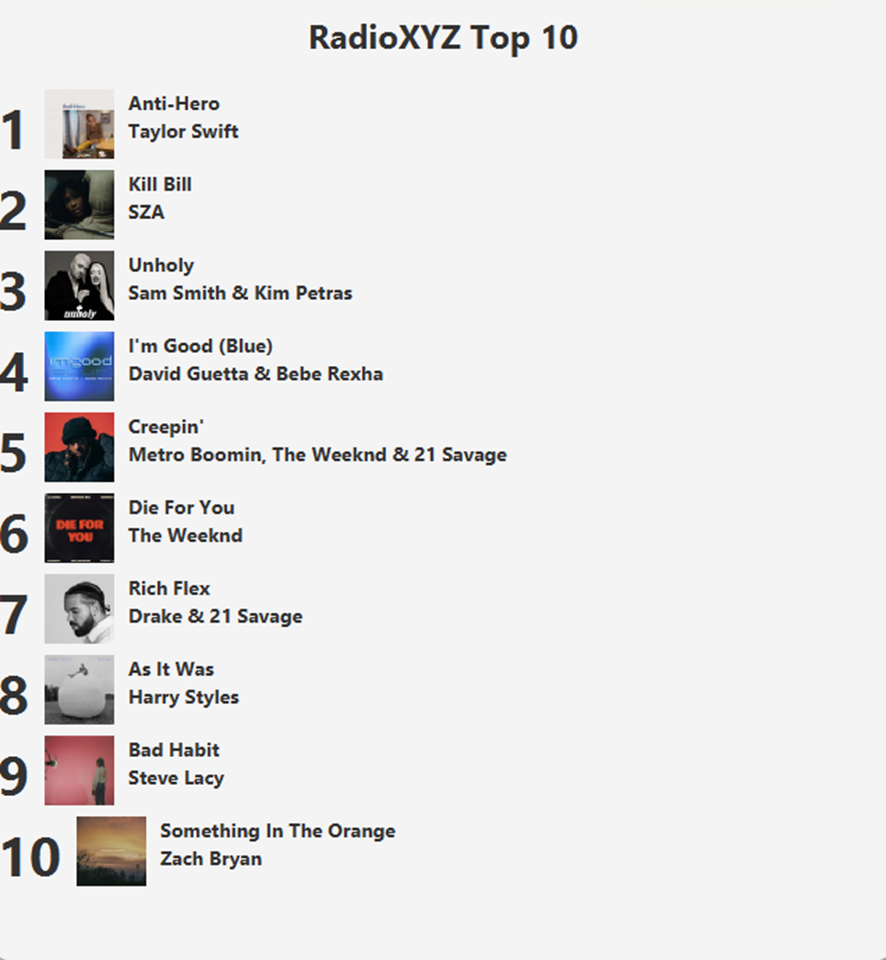 RadioXYZ Top 10
1
Anti-Hero
Taylor Swift
2
Kill Bill
SZA
3
unholy
Unholy
Sam Smith & Kim Petras
4
i'm good
I'm Good (Blue)
David Guetta & Bebe Rexha
5
Creepin'
Metro Boomin, The Weeknd & 21 Savage
6
DIE FOR
YOU
Die For You
The Weeknd
7
Rich Flex
Drake & 21 Savage
8
As It Was
Harry Styles
9
Bad Habit
Steve Lacy
10
Something In The Orange
Zach Bryan